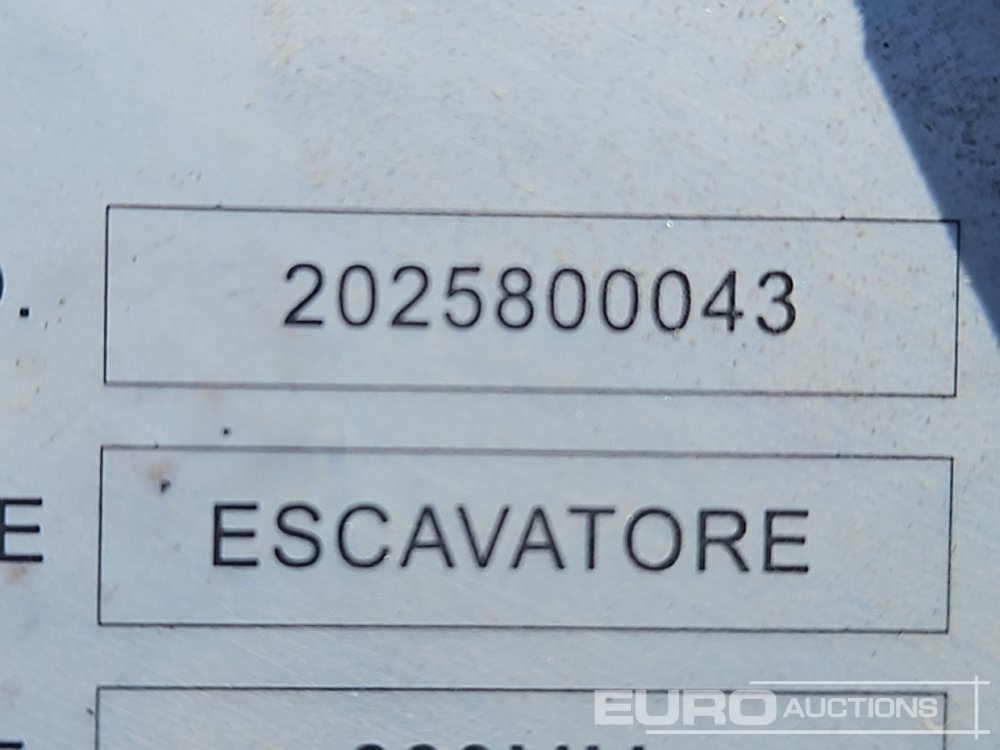 2025800043
ESCAVATORE
EURO AUCTIONS